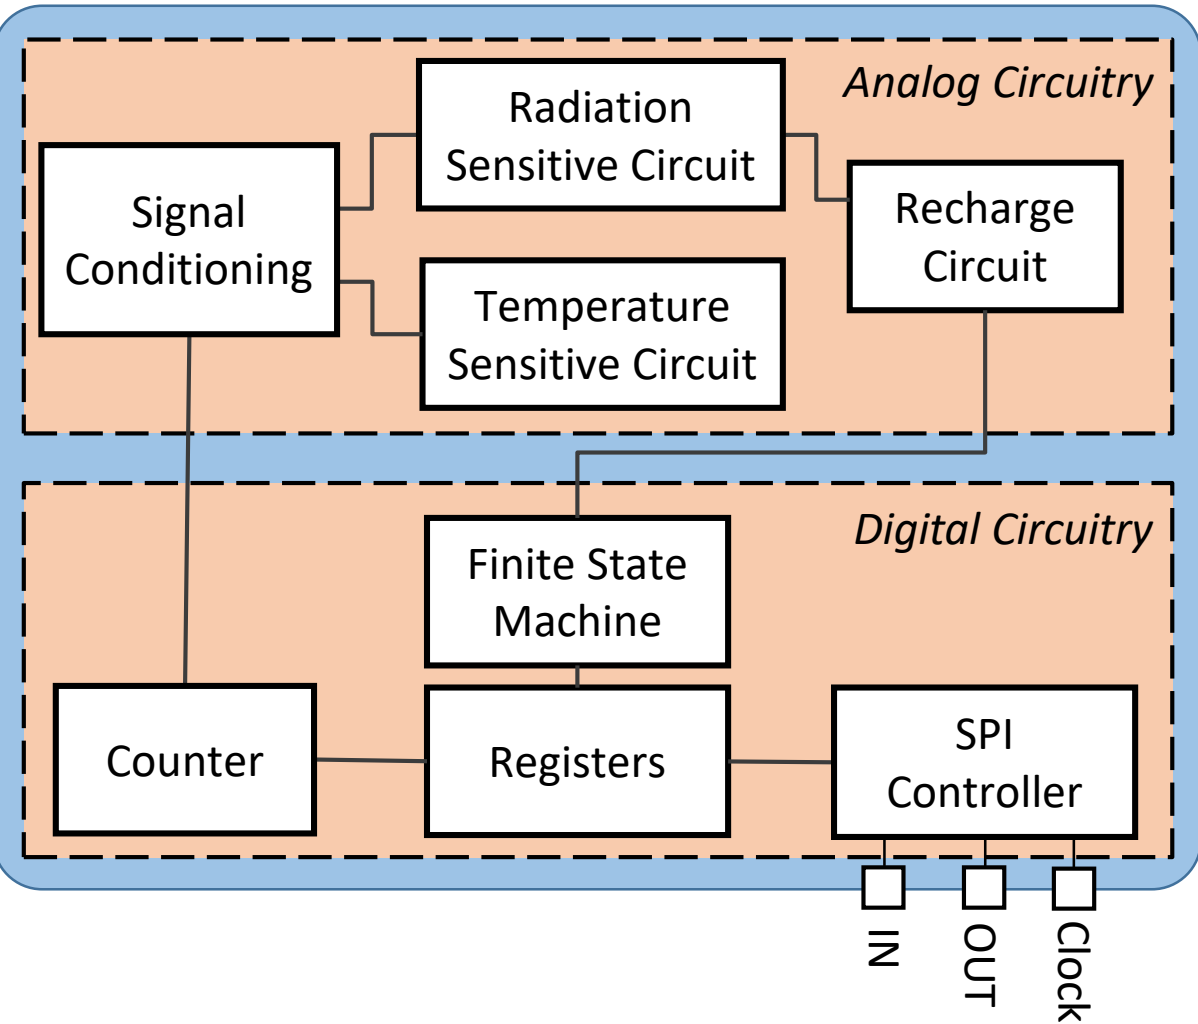 Analog Circuitry
Radiation
Sensitive Circuit
Signal
Conditioning
Recharge
Circuit
Temperature
Sensitive Circuit
Digital Circuitry
Finite State
Machine
Counter
Registers
SPI
Controller
IN
OUT
Clock